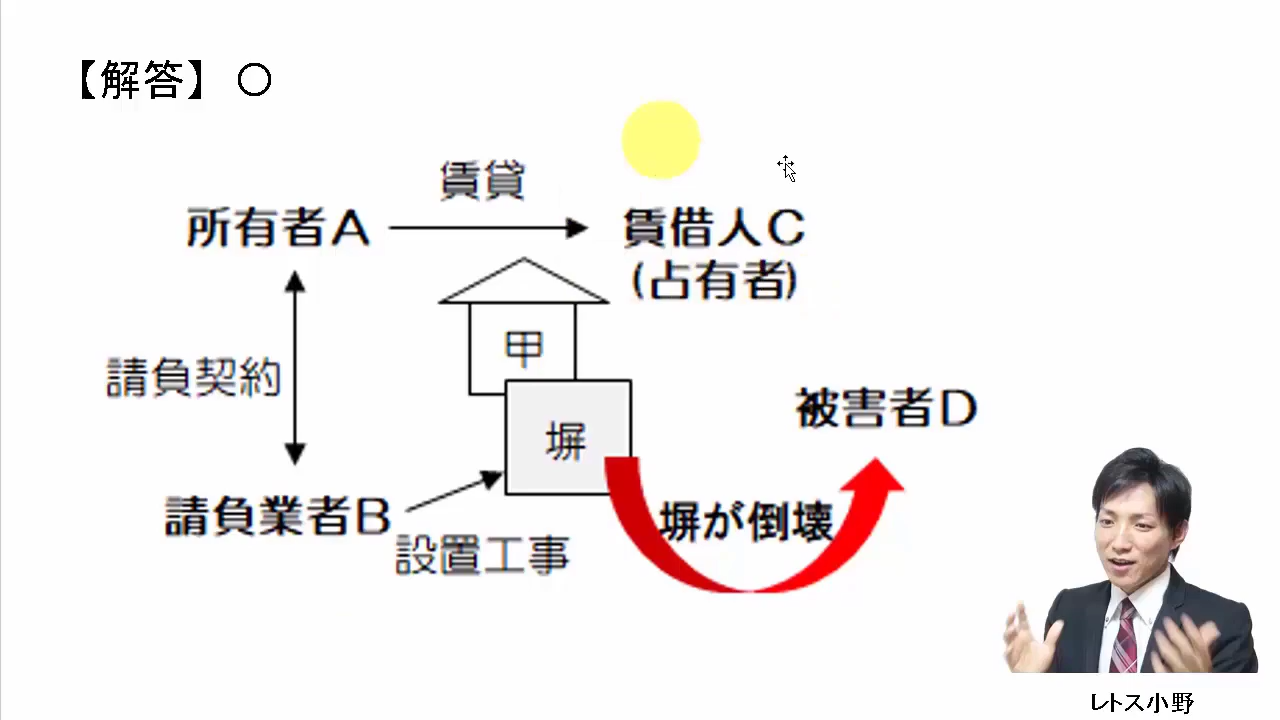 【解答】 ○
賃貸
所有者A
賃借人C
(占有者)
甲
請負契約
塀
被害者D
請負業者B
設置工事
塀が倒壊
レトス小野